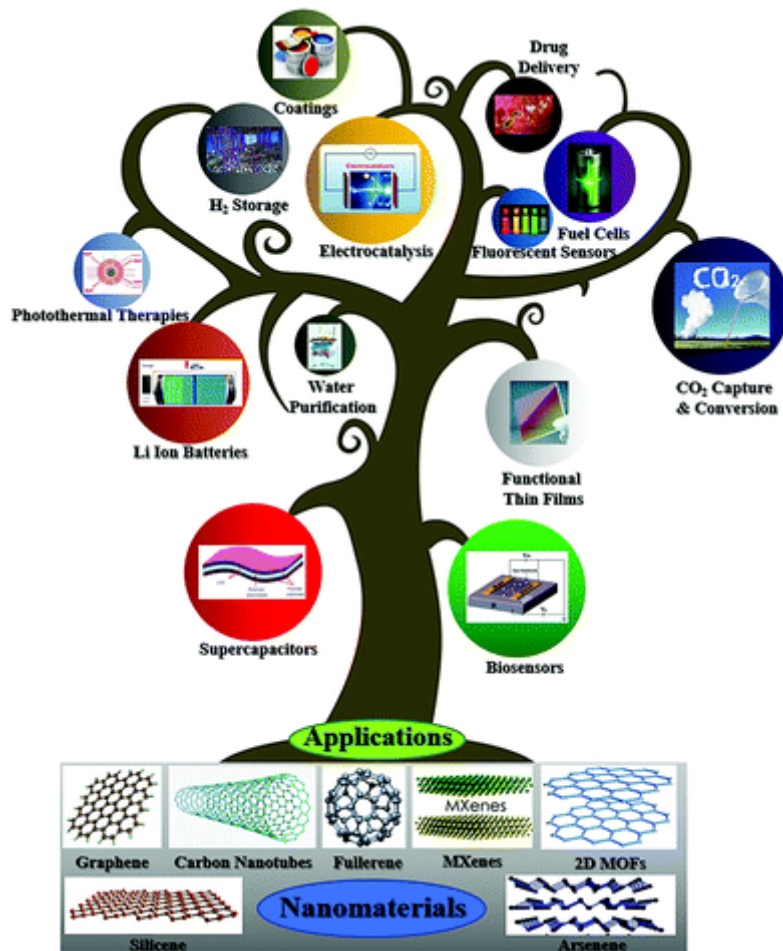 Drug
Delivery
Coatings
H₂ Storage
Electrocatalysis
Electrocatalysis
Fuel Cells
Fluorescent Sensors
CO₂
Photothermal Therapies
Water
Purification
CO₂ Capture
& Conversion
Li Ion Batteries
Functional
Thin Films
Supercapacitors
Biosensors
Applications
MXenes
Graphene
Carbon Nanotubes
Fullerene
MXenes
2D MOFs
Nanomaterials
Silicene
Arsenene